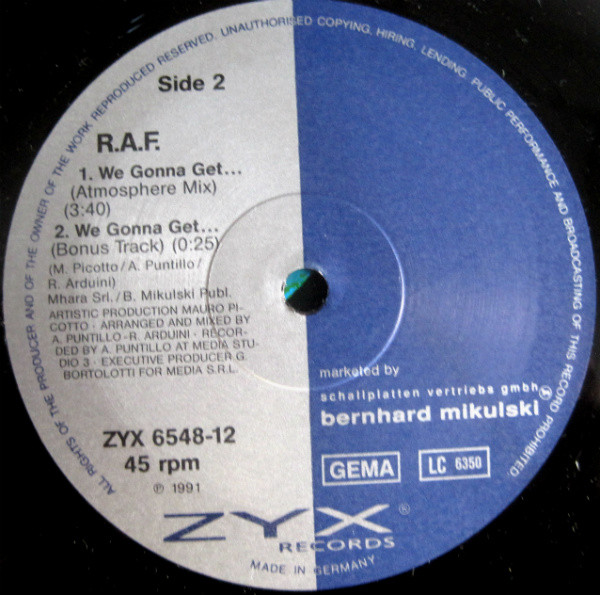 ALL RIGHTS OF THE PRODUCER AND OF THE OWNER OF THE WORK REPRODUCED RESERVED. UNAUTHORISED COPYING, HIRING, LENDING, PUBLIC PERFORMANCE AND BROADCASTING OF THIS RECORD PROHIBITED
Side 2
R.A.F.
1. We Gonna Get...
(Atmosphere Mix)
(3:40)
2. We Gonna Get...
(Bonus Track) (0:25)
(M. Picotto/A. Puntillo/
R. Arduini)
Mhara Srl./B. Mikulski Publ.
ARTISTIC PRODUCTION MAURO PI-
COTTO - ARRANGED AND MIXED BY
A. PUNTILLO-R. ARDUINI - RECOR-
DED BY A. PUNTILLO AT MEDIA STU-
DIO 3 - EXECUTIVE PRODUCER G.
BORTOLOTTI FOR MEDIA S.R.L.
marketed by
schallplatten vertriebs gmbh
bernhard mikulski
ZYX 6548-12
45 rpm
℗ 1991
GEMA
LC 6350
ZYX®
RECORDS
MADE IN GERMANY